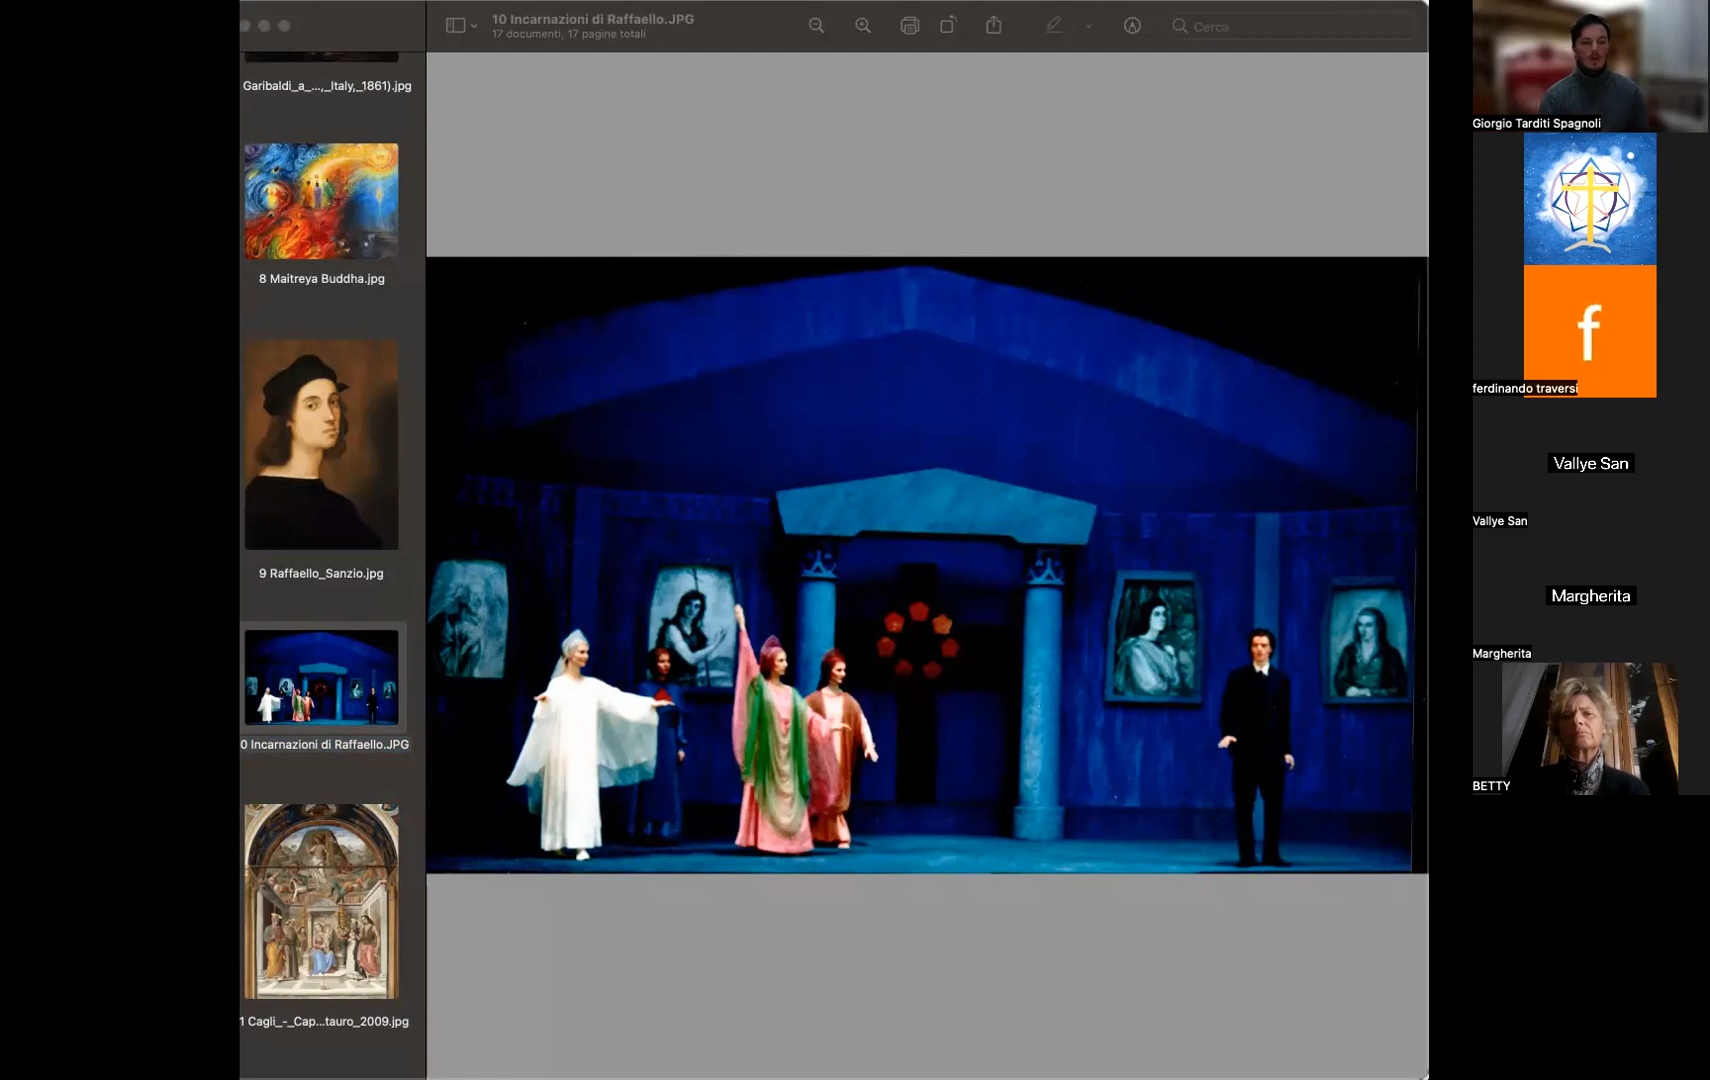 10 Incarnazioni di Raffaello.JPG
17 documenti, 17 pagine totali
Cerca
Garibaldi_a_...,_Italy,_1861).jpg
8 Maitreya Buddha.jpg
9 Raffaello_Sanzio.jpg
0 Incarnazioni di Raffaello.JPG
1 Cagli_-_Cap...tauro_2009.jpg
Giorgio Tarditi Spagnoli
f
ferdinando traversi
Vallye San
Vallye San
Margherita
Margherita
BETTY